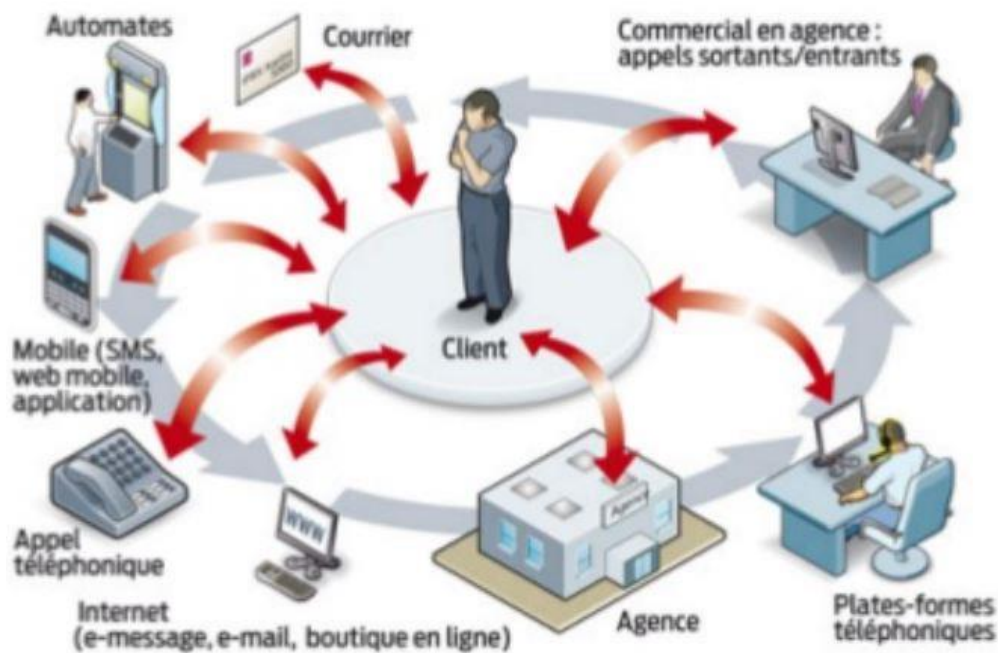 Automates
Courrier
Commercial en agence :
appels sortants/entrants
Client
Mobile (SMS,
web mobile,
application)
Appel
téléphonique
www
Internet
(e-message, e-mail, boutique en ligne)
Agence
Agence
Plates-formes
téléphoniques